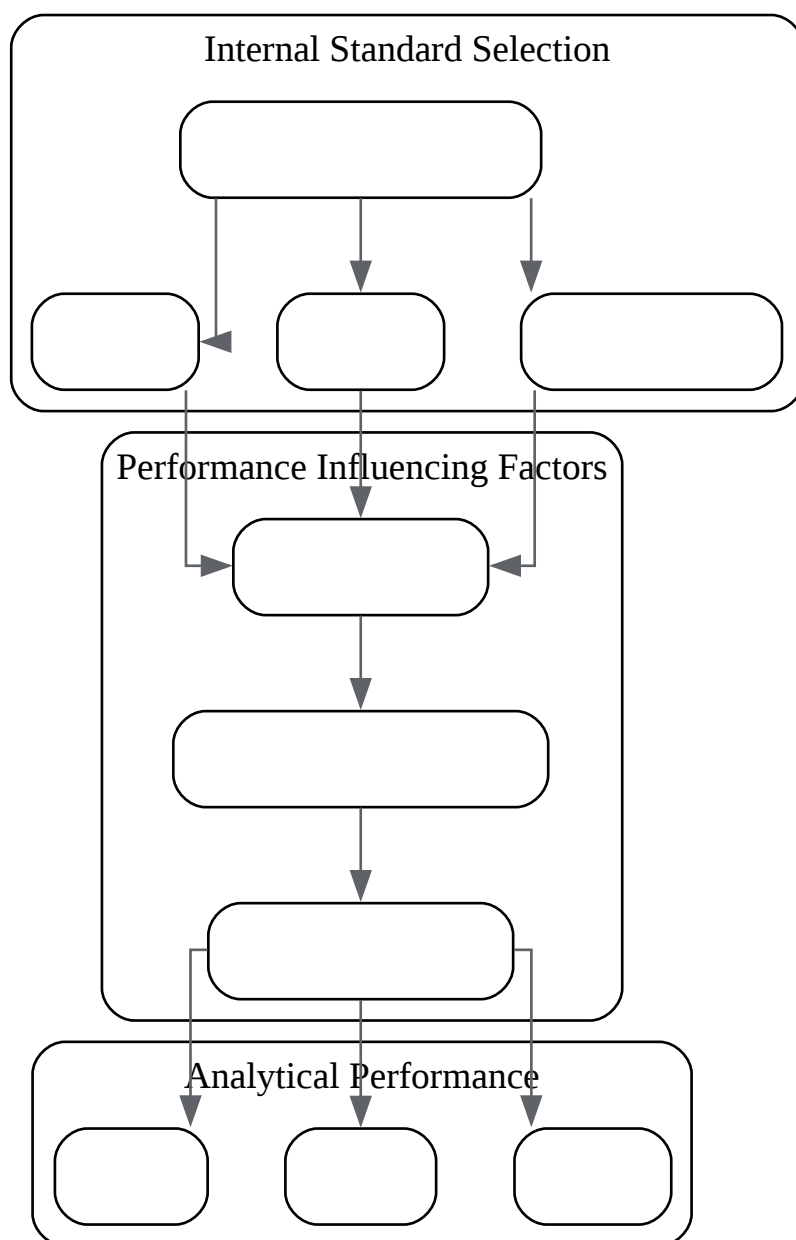 Internal Standard Selection
Performance Influencing Factors
Analytical Performance